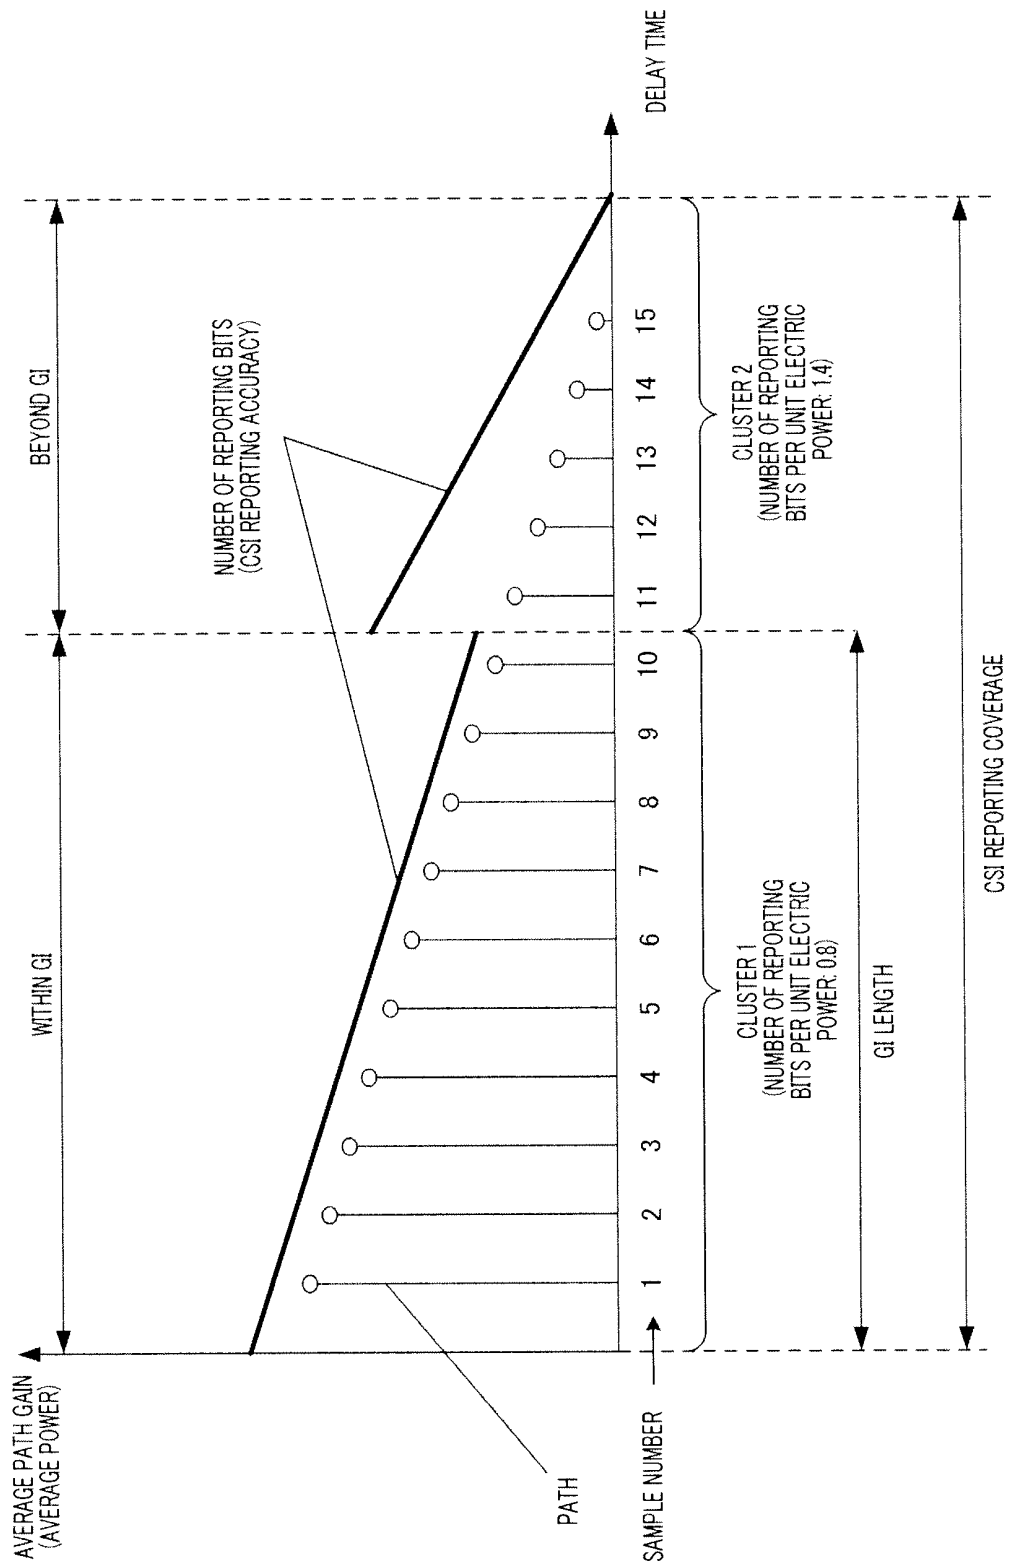 AVERAGE PATH GAIN
(AVERAGE POWER)
WITHIN GI
BEYOND GI
NUMBER OF REPORTING BITS
(CSI REPORTING ACCURACY)
PATH
DELAY TIME
SAMPLE NUMBER
1 2 3 4 5 6 7 8 9 10 11 12 13 14 15
CLUSTER 1
(NUMBER OF REPORTING
BITS PER UNIT ELECTRIC
POWER: 0.8)
CLUSTER 2
(NUMBER OF REPORTING
BITS PER UNIT ELECTRIC
POWER: 1.4)
GI LENGTH
CSI REPORTING COVERAGE